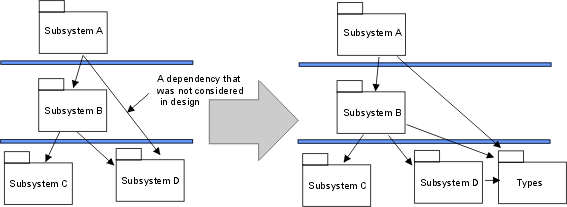 Subsystem A
A dependency that
was not considered
in design
Subsystem B
Subsystem C
Subsystem D
Subsystem A
Subsystem B
Subsystem C
Subsystem D
Types